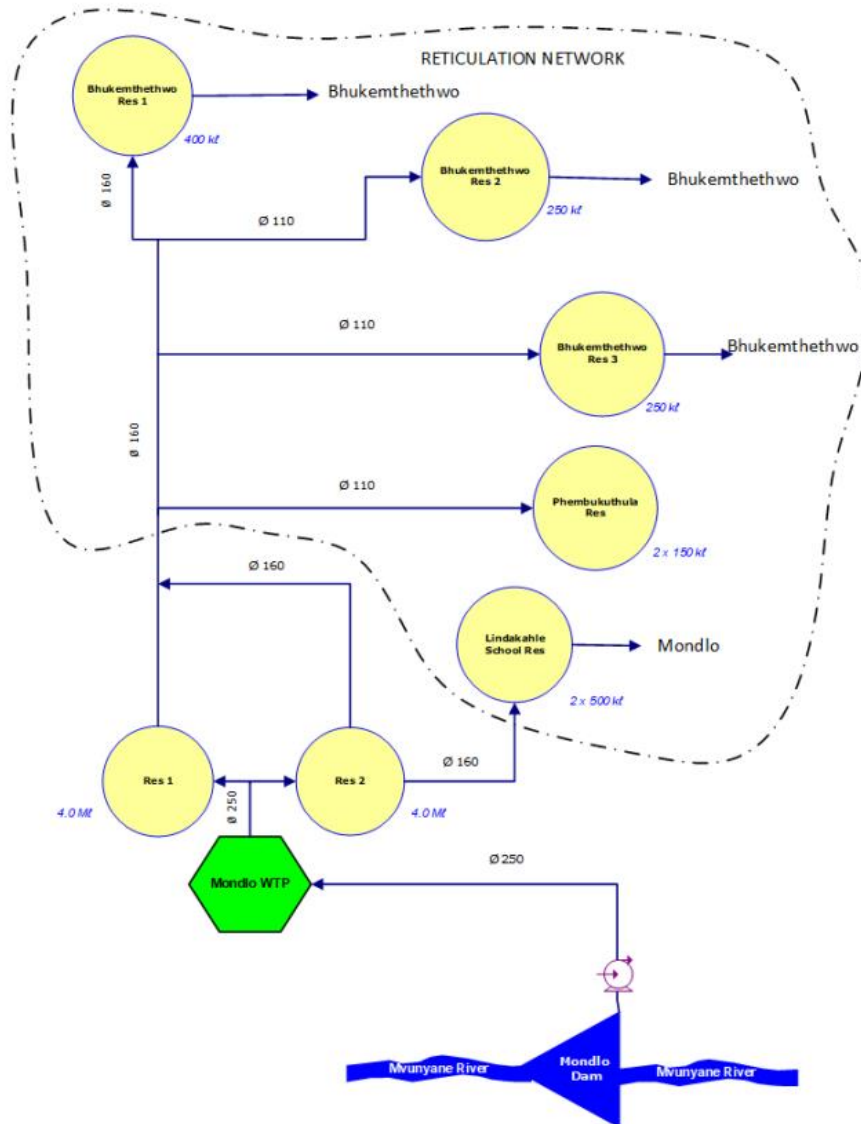 RETICULATION NETWORK
Bhukemthethwo
Res 1
Bhukemthethwo
400 kℓ
Ø 160
Bhukemthethwo
Res 2
Bhukemthethwo
250 kℓ
Ø 110
Ø 110
Bhukemthethwo
Res 3
Bhukemthethwo
250 kℓ
Ø 160
Ø 110
Phembukuthula
Res
2 x 150 kℓ
Ø 160
Lindakahle
School Res
Mondlo
2 x 500 kℓ
Res 1
4.0 Mℓ
Ø 250
Res 2
4.0 Mℓ
Ø 160
Mondlo WTP
Ø 250
Mvunyane River
Mondlo
Dam
Mvunyane River